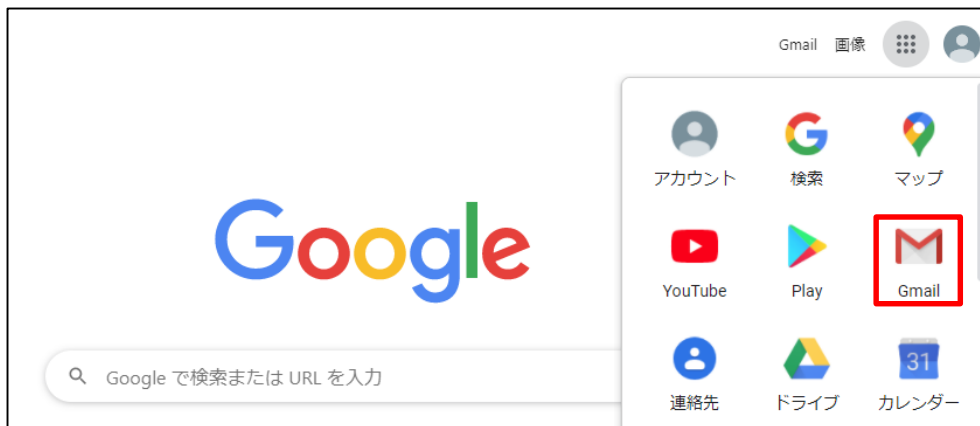 Gmail 画像
アカウント 検索 マップ
Google
YouTube Play Gmail
Google で検索または URL を入力
31
連絡先 ドライブ カレンダー